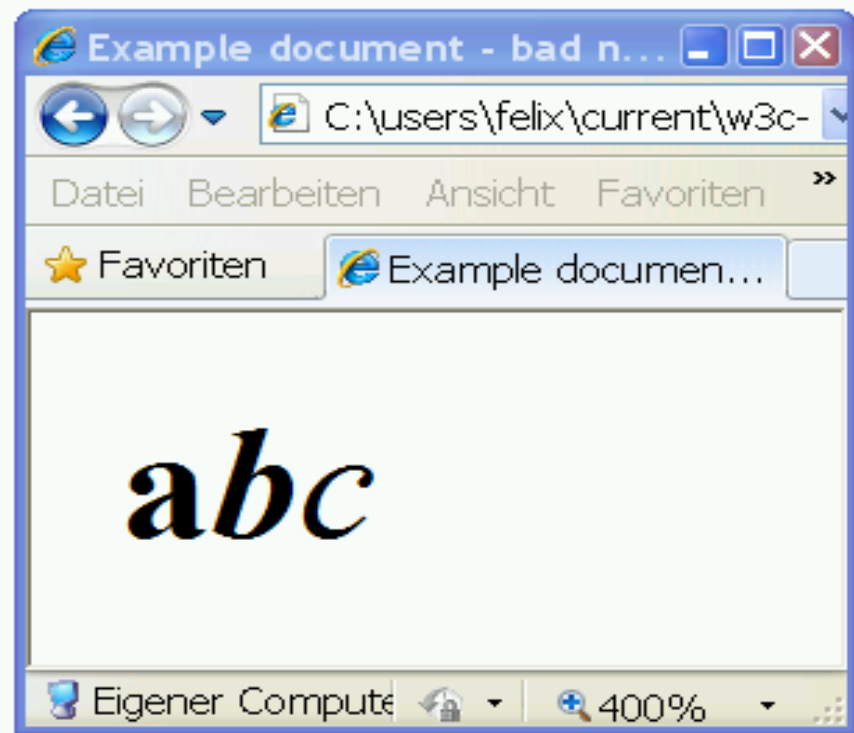 Example document - bad n...
C:\users\felix\current\w3c-
Datei Bearbeiten Ansicht Favoriten »
Favoriten Example documen...
abc
Eigener Compute 400%